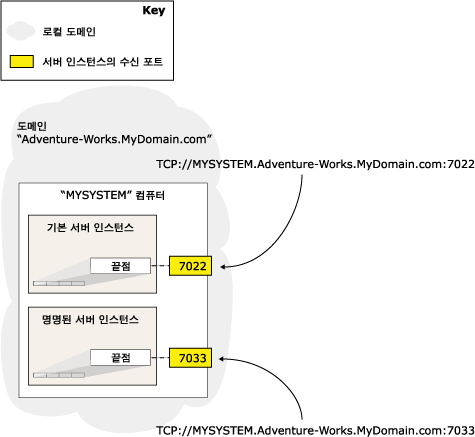 Key
로컬 도메인
서버 인스턴스의 수신 포트
도메인
“Adventure-Works.MyDomain.com”
TCP://MYSYSTEM.Adventure-Works.MyDomain.com:7022
“MYSYSTEM” 컴퓨터
기본 서버 인스턴스
끝점
7022
명명된 서버 인스턴스
끝점
7033
TCP://MYSYSTEM.Adventure-Works.MyDomain.com:7033